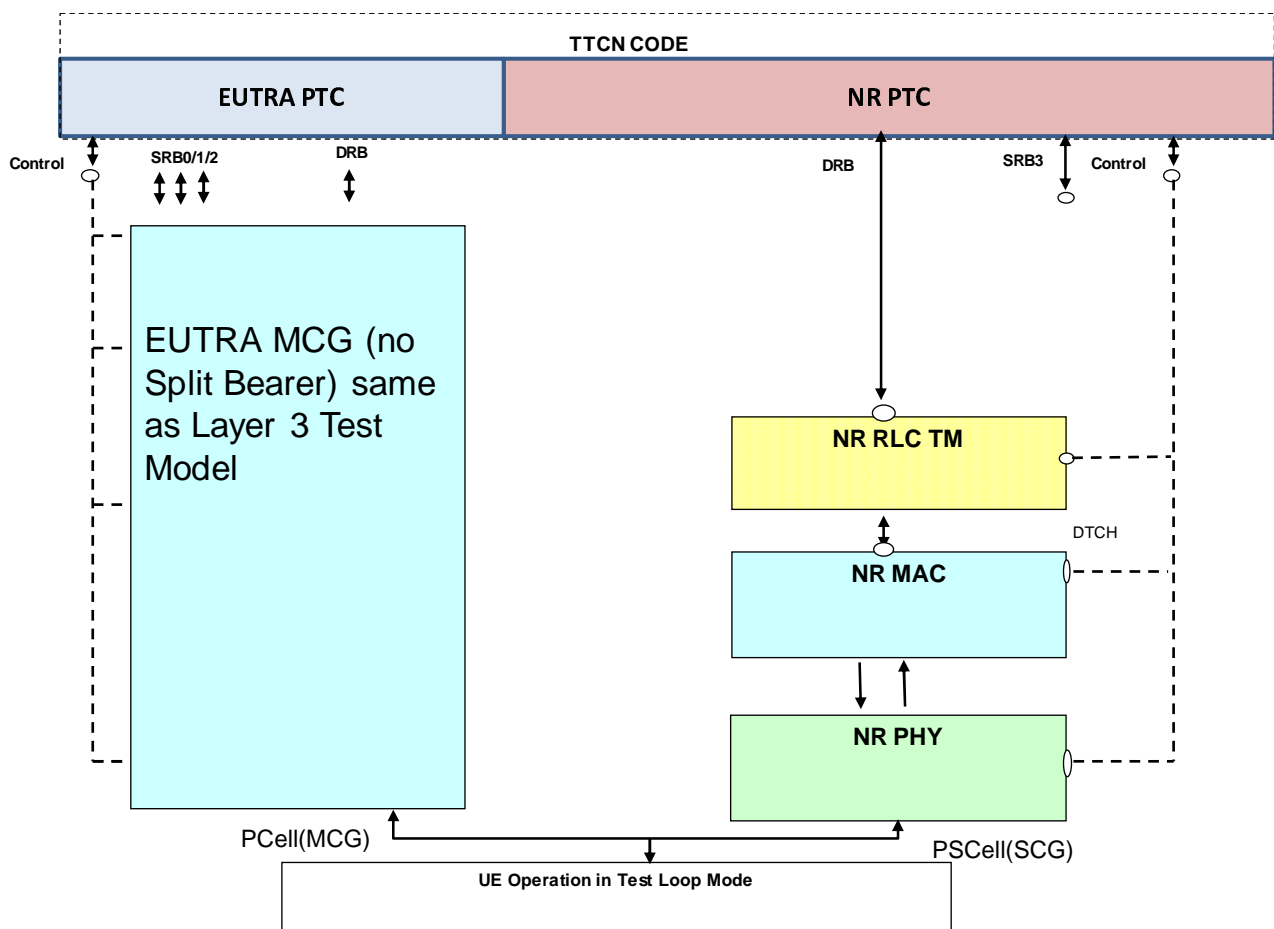 TTCN CODE
EUTRA PTC
NR PTC
Control
SRB0/1/2
DRB
DRB
SRB3
Control
EUTRA MCG (no
Split Bearer) same
as Layer 3 Test
Model
NR RLC TM
DTCH
NR MAC
NR PHY
PCell(MCG)
PSCell(SCG)
UE Operation in Test Loop Mode